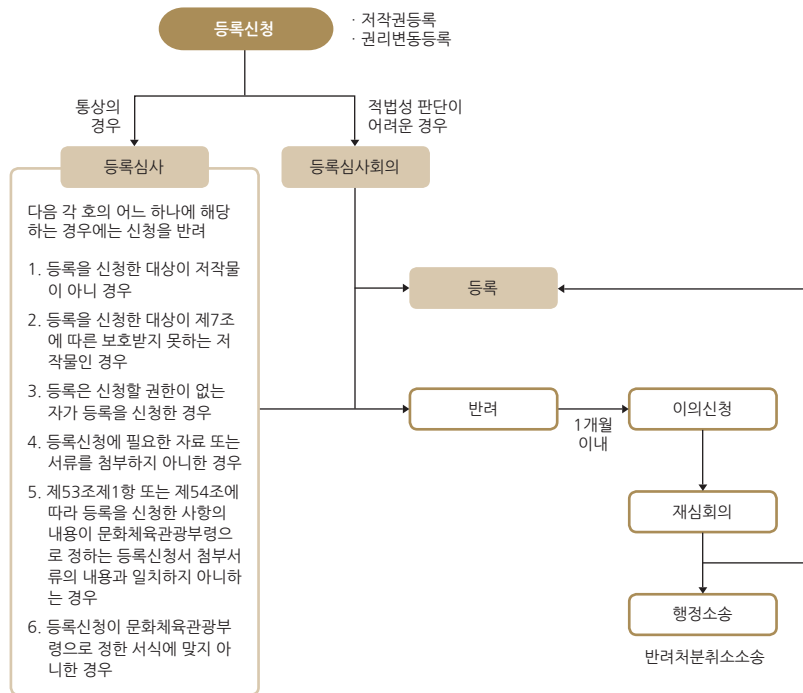 등록신청
· 저작권등록
· 권리변동등록
통상의
경우
적법성 판단이
어려운 경우
등록심사
등록심사회의
다음 각 호의 어느 하나에 해당
하는 경우에는 신청을 반려
1. 등록을 신청한 대상이 저작물
이 아니 경우
2. 등록을 신청한 대상이 제7조
에 따른 보호받지 못하는 저
작물인 경우
3. 등록은 신청할 권한이 없는
자가 등록을 신청한 경우
4. 등록신청에 필요한 자료 또는
서류를 첨부하지 아니한 경우
5. 제53조제1항 또는 제54조에
따라 등록을 신청한 사항의
내용이 문화체육관광부령으
로 정하는 등록신청서 첨부서
류의 내용과 일치하지 아니하
는 경우
6. 등록신청이 문화체육관광부
령으로 정한 서식에 맞지 아
니한 경우
등록
반려
1개월
이내
이의신청
재심회의
행정소송
반려처분취소소송